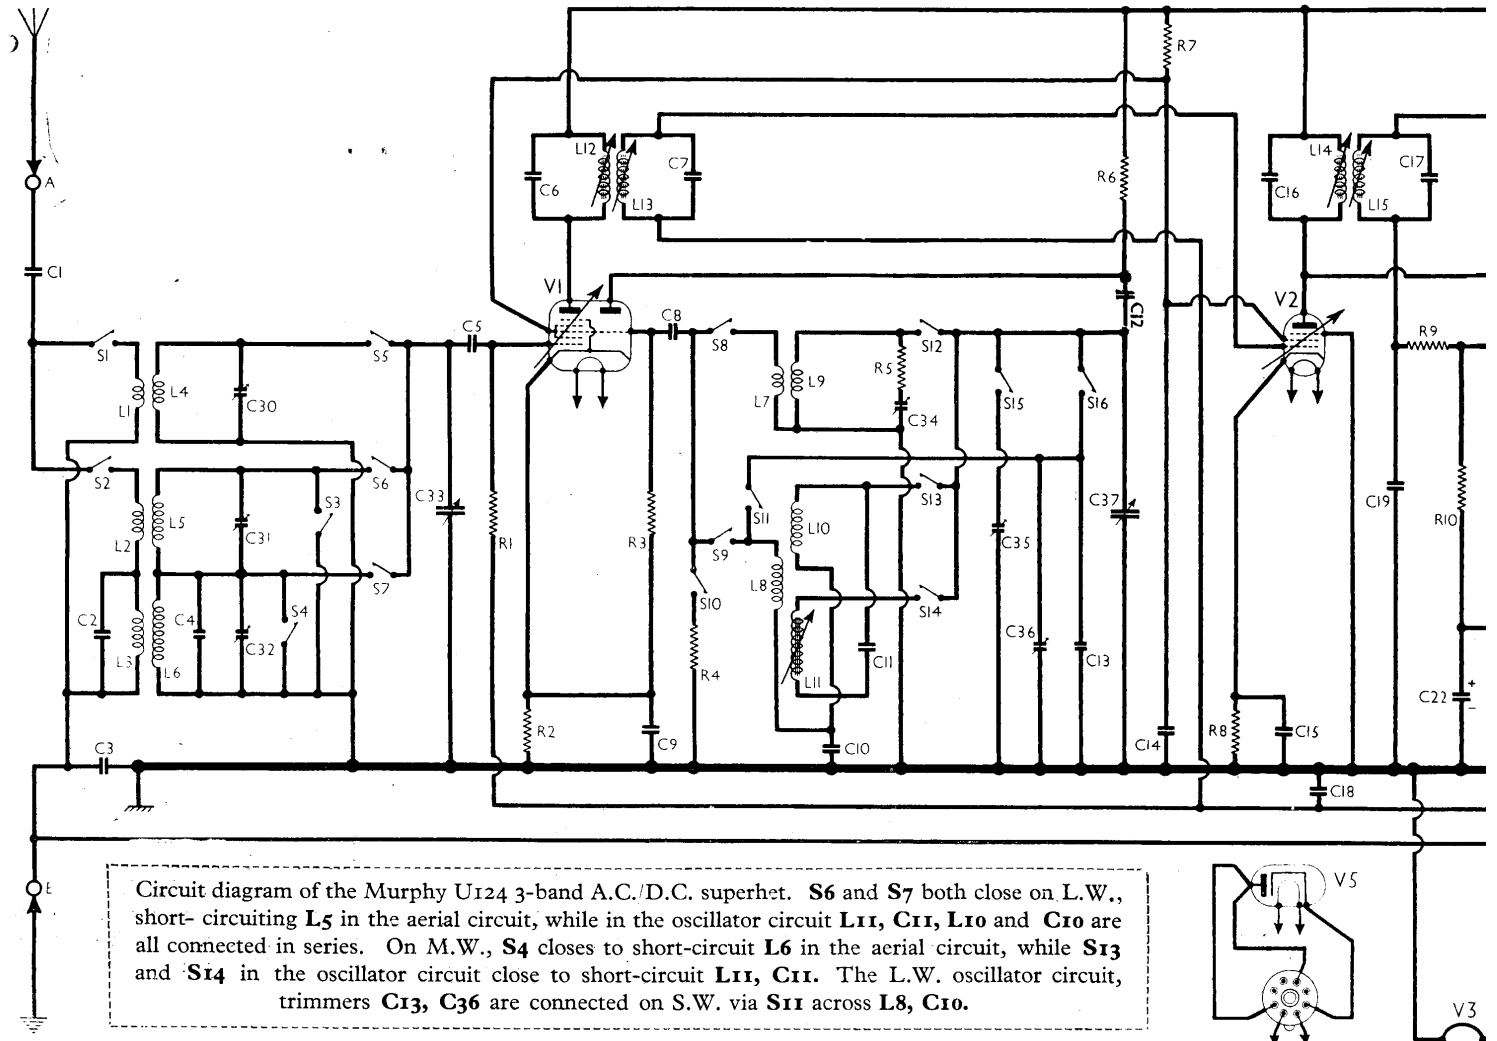 R7
L12
C7
L14
C17
A
C6
L13
R6
C16
L15
C1
V1
C12
V2
C5
C8
R9
S1
S5
S8
S12
L4
R5
L1
C30
L7
L9
C34
S15
S16
S2
S6
C33
S3
S11
S13
C37
C19
L5
L10
R10
L2
C31
R1
R3
S9
C35
S7
L8
S10
S14
C2
C4
S4
C36
L3
C32
L6
R4
L11
C11
C13
C22
+
–
R2
C9
C10
C14
R8
C15
C3
C18
E
V5
Circuit diagram of the Murphy U124 3-band A.C./D.C. superhet. S6 and S7 both close on L.W.,
short- circuiting L5 in the aerial circuit, while in the oscillator circuit L11, C11, L10 and C10 are
all connected in series. On M.W., S4 closes to short-circuit L6 in the aerial circuit, while S13
and S14 in the oscillator circuit close to short-circuit L11, C11. The L.W. oscillator circuit,
trimmers C13, C36 are connected on S.W. via S11 across L8, C10.
V3